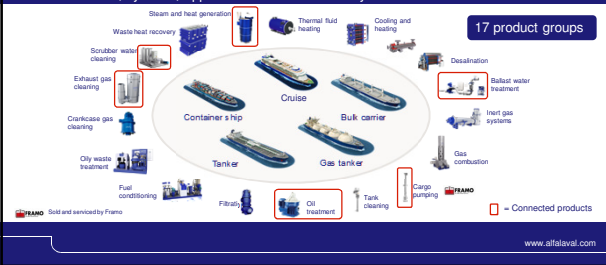 17 product groups
Steam and heat generation
Waste heat recovery
Scrubber water
cleaning
Exhaust gas
cleaning
Crankcase gas
cleaning
Oily waste
treatment
Fuel
conditioning
Thermal fluid
heating
Cooling and
heating
Desalination
Ballast water
treatment
Inert gas
systems
Gas
combustion
Cruise
Container ship
Bulk carrier
Tanker
Gas tanker
Oil
treatment
Tank
cleaning
Cargo
pumping
FRAMO
FRAMO
Sold and serviced by Framo
= Connected products
www.alfalaval.com